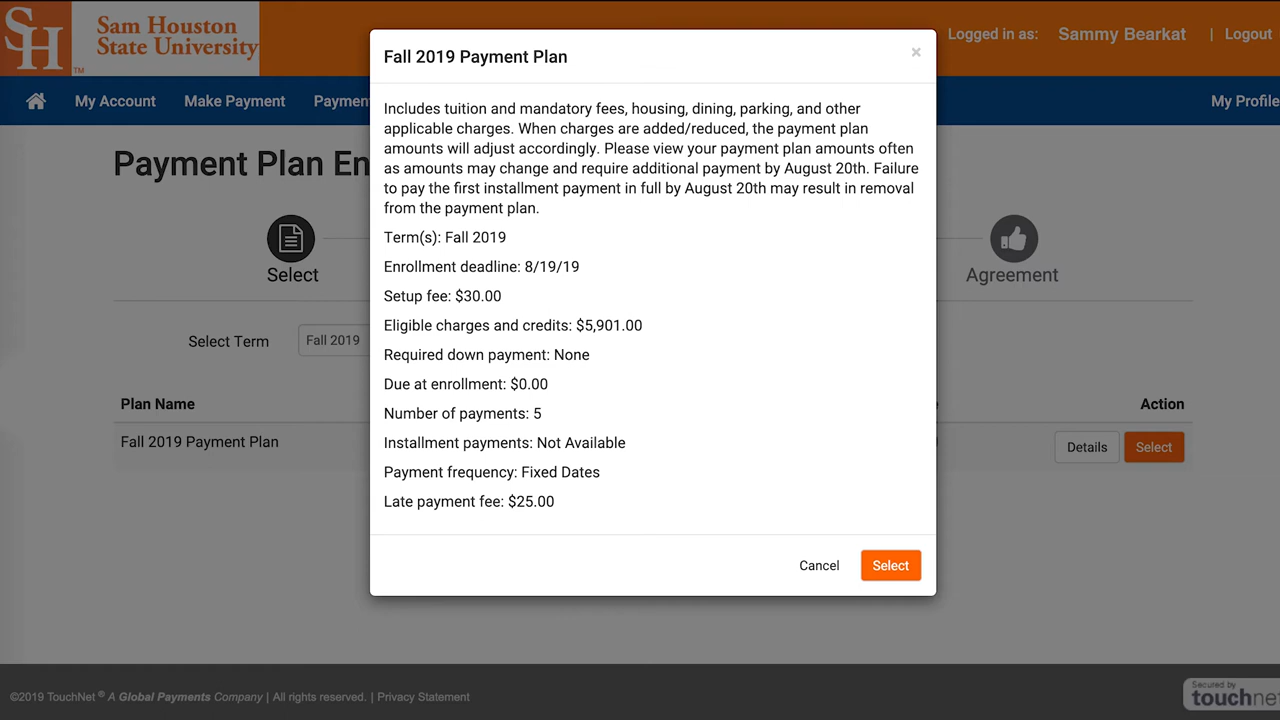 SH
TM
Sam Houston
State University
Logged in as: Sammy Bearkat | Logout
My Account Make Payment
My Profile
Payment Plan
Select
Agreement
Select Term Fall 2019
Plan Name
Action
Fall 2019 Payment Plan
Details Select
Fall 2019 Payment Plan ×
Includes tuition and mandatory fees, housing, dining, parking, and other
applicable charges. When charges are added/reduced, the payment plan
amounts will adjust accordingly. Please view your payment plan amounts often
as amounts may change and require additional payment by August 20th. Failure
to pay the first installment payment in full by August 20th may result in removal
from the payment plan.
Term(s): Fall 2019
Enrollment deadline: 8/19/19
Setup fee: $30.00
Eligible charges and credits: $5,901.00
Required down payment: None
Due at enrollment: $0.00
Number of payments: 5
Installment payments: Not Available
Payment frequency: Fixed Dates
Late payment fee: $25.00
Cancel Select
©2019 TouchNet ® A Global Payments Company | All rights reserved. | Privacy Statement
Secured by
touchne